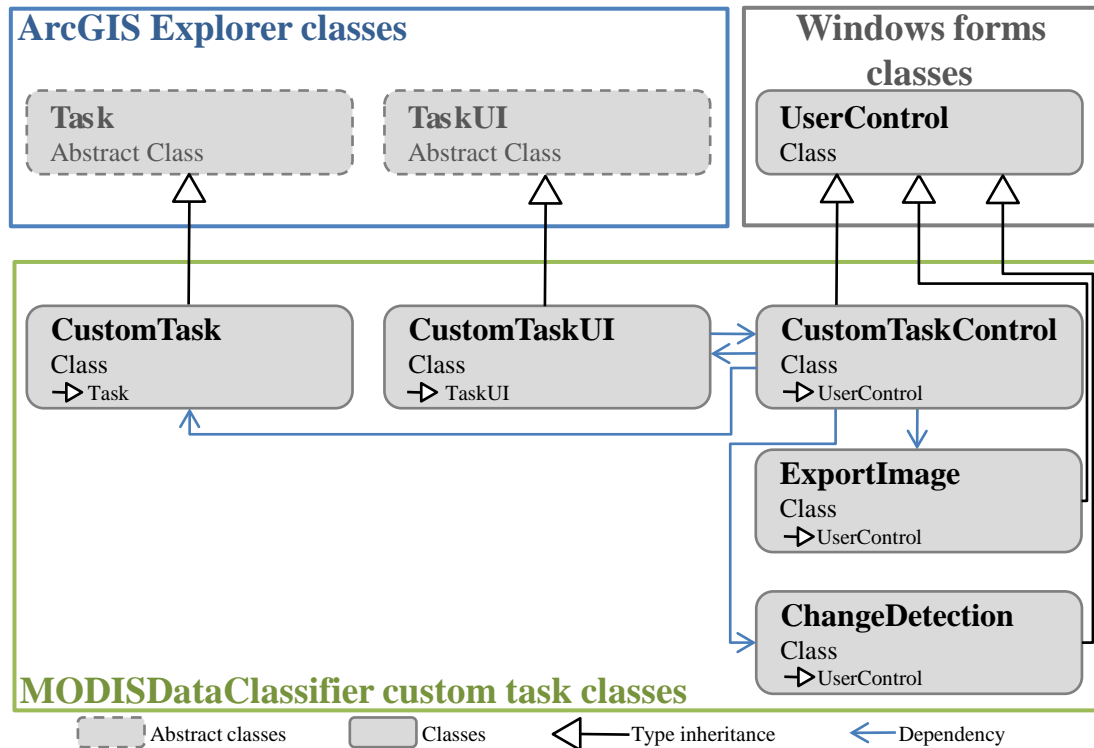 ArcGIS Explorer classes
Windows forms
classes
Task
Abstract Class
TaskUI
Abstract Class
UserControl
Class
CustomTask
Class
Task
CustomTaskUI
Class
TaskUI
CustomTaskControl
Class
UserControl
ExportImage
Class
UserControl
ChangeDetection
Class
UserControl
MODISDataClassifier custom task classes
Abstract classes
Classes
Type inheritance
Dependency